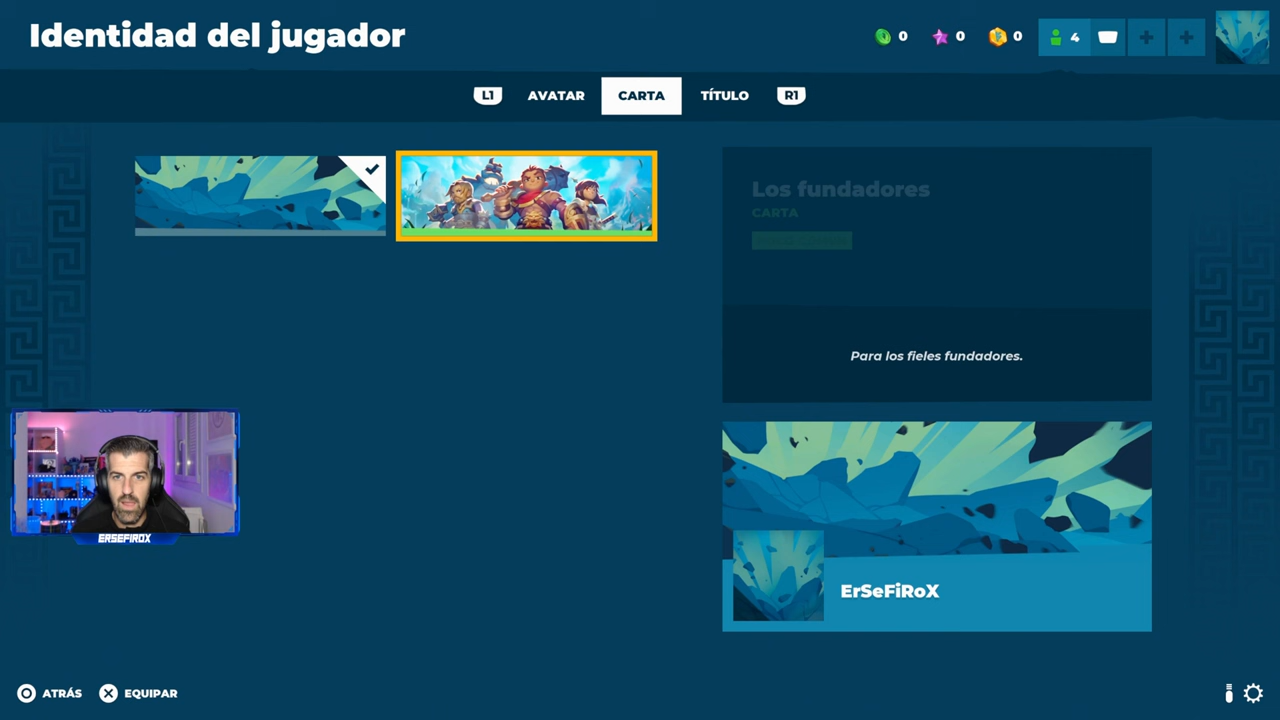 Identidad del jugador
0
0
0
4
L1
AVATAR
CARTA
TÍTULO
R1
Los fundadores
CARTA
Para los fieles fundadores.
ERSEFIROX
ErSeFiRoX
ATRÁS
EQUIPAR